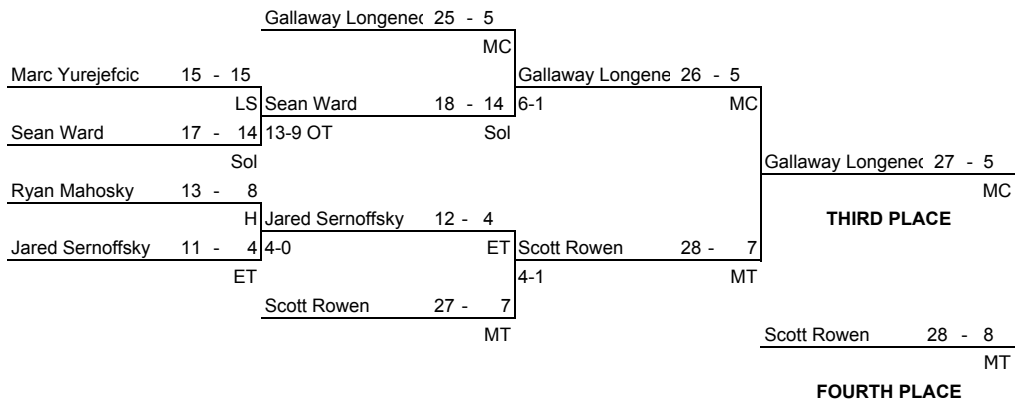 Gallaway Longenec 25 - 5
MC
Marc Yurejefcic 15 - 15
Gallaway Longene 26 - 5
LS Sean Ward 18 - 14 6-1 MC
Sean Ward 17 - 14 13-9 OT Sol
Sol
Gallaway Longenec 27 - 5
Ryan Mahosky 13 - 8
MC
H Jared Sernoffsky 12 - 4
THIRD PLACE
Jared Sernoffsky 11 - 4 4-0 ET Scott Rowen 28 - 7
ET 4-1 MT
Scott Rowen 27 - 7
MT
Scott Rowen 28 - 8
MT
FOURTH PLACE